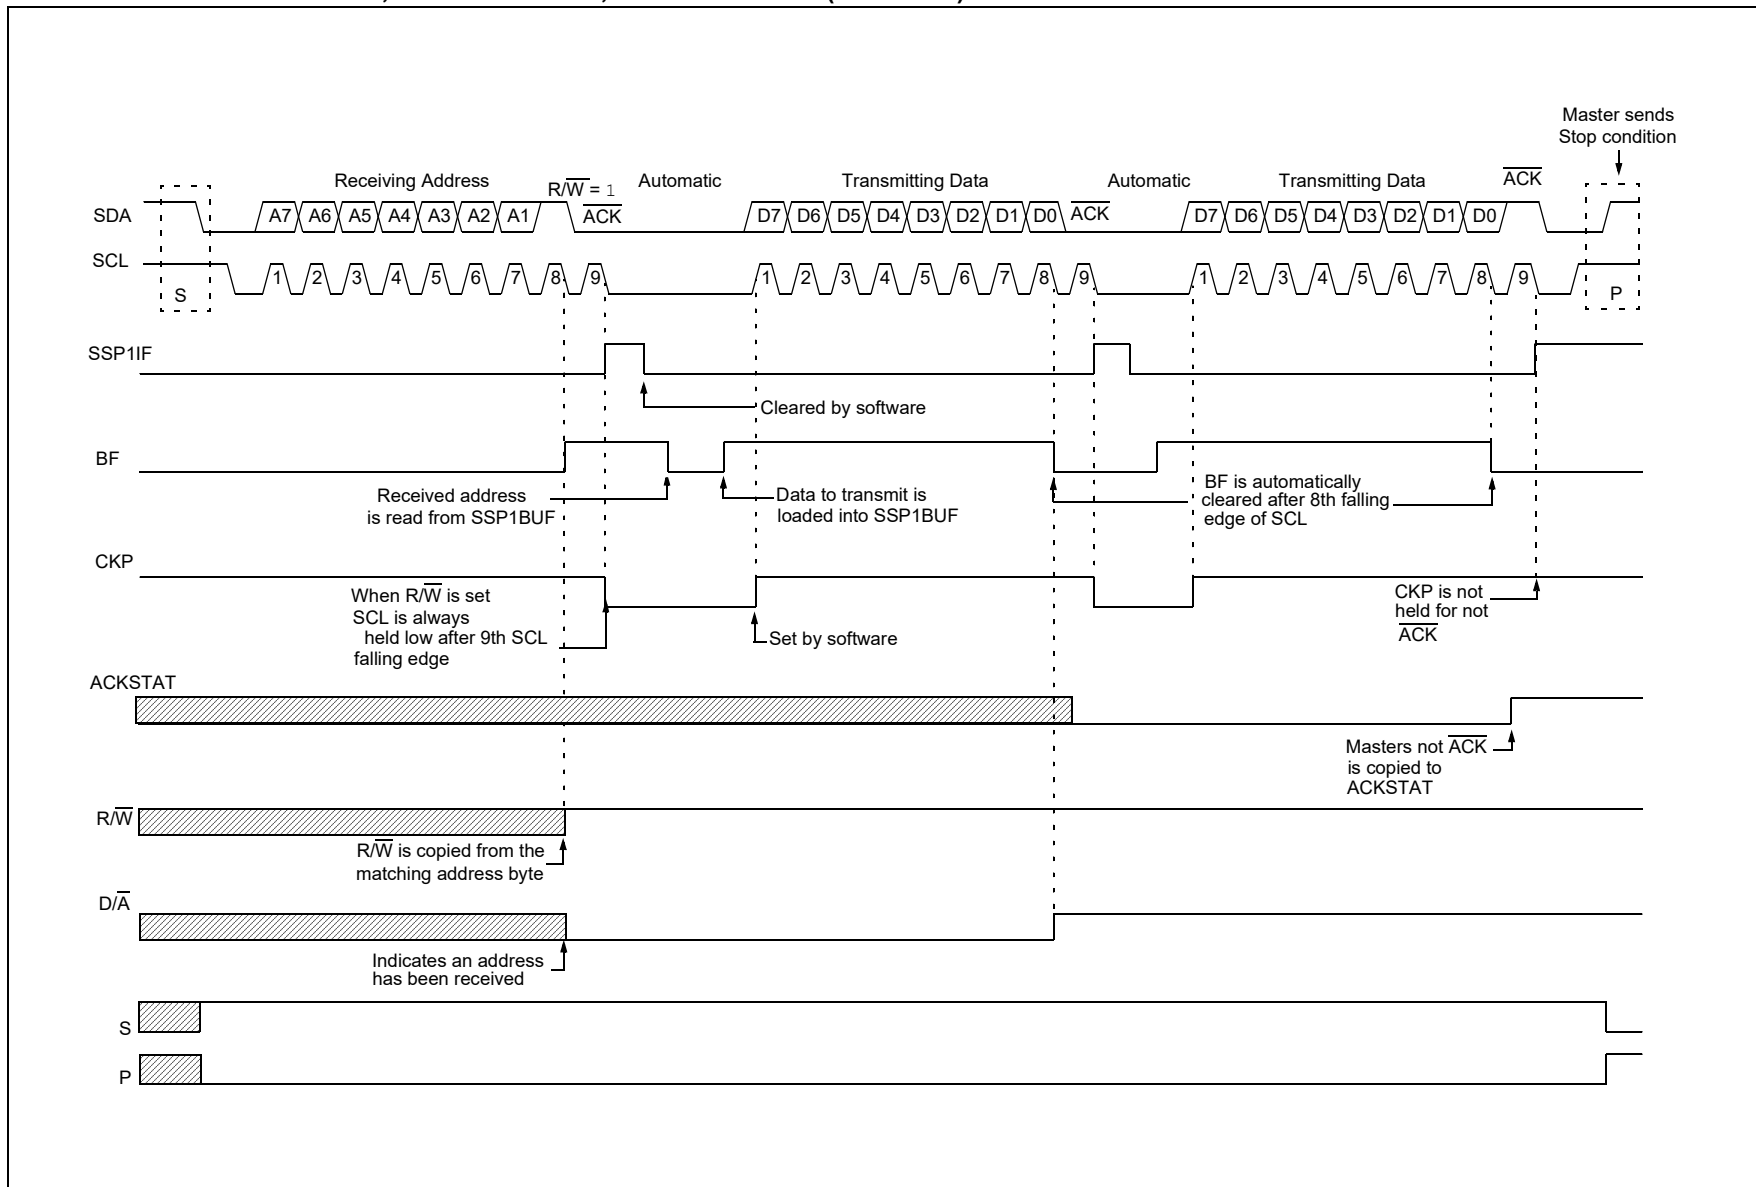 Master sends
Stop condition
Receiving Address
R/W̅ = 1
Automatic
Transmitting Data
Automatic
Transmitting Data
A̅C̅K̅
SDA
A7 A6 A5 A4 A3 A2 A1
A̅C̅K̅
D7 D6 D5 D4 D3 D2 D1 D0
A̅C̅K̅
D7 D6 D5 D4 D3 D2 D1 D0
SCL
1 2 3 4 5 6 7 8 9
1 2 3 4 5 6 7 8 9
1 2 3 4 5 6 7 8 9
S
P
SSP1IF
Cleared by software
BF
Received address
is read from SSP1BUF
Data to transmit is
loaded into SSP1BUF
BF is automatically
cleared after 8th falling
edge of SCL
CKP
When R/W̅ is set
SCL is always
held low after 9th SCL
falling edge
Set by software
CKP is not
held for not
A̅C̅K̅
ACKSTAT
Masters not A̅C̅K̅
is copied to
ACKSTAT
R/W̅
R/W̅ is copied from the
matching address byte
D/A̅
Indicates an address
has been received
S
P